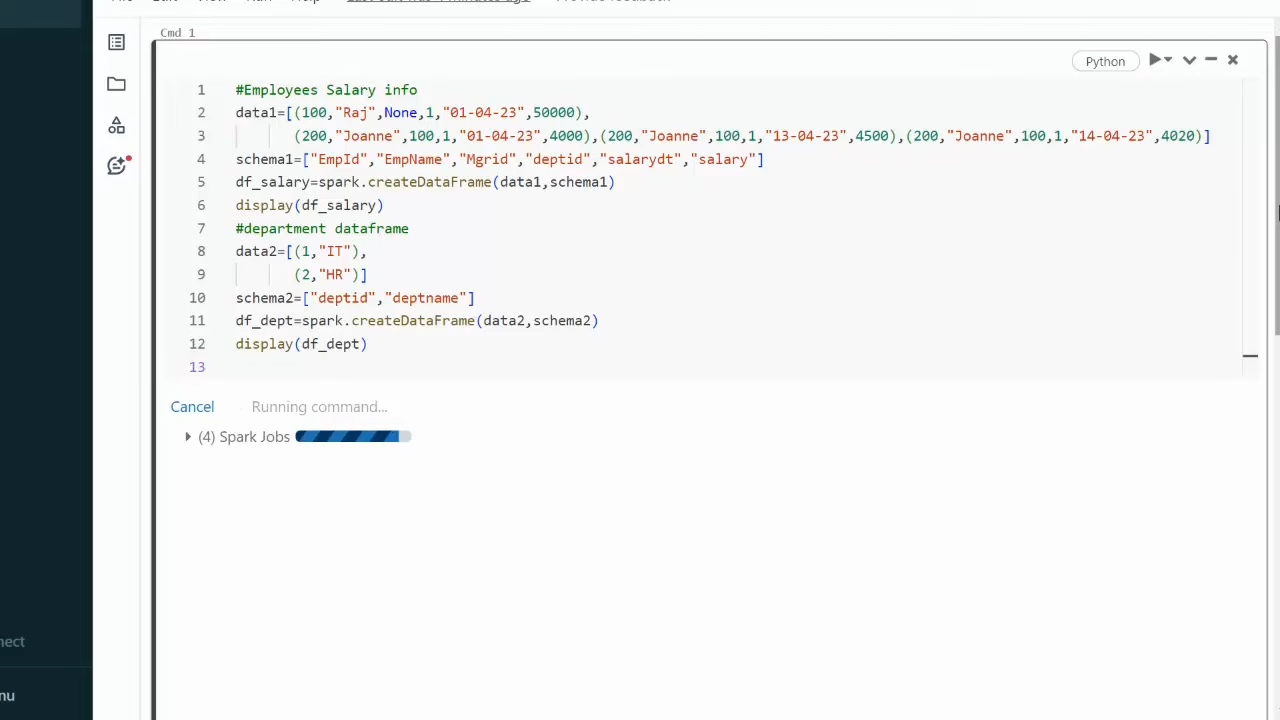 Cmd 1
Python
1 #Employees Salary info
2 data1=[(100,"Raj",None,1,"01-04-23",50000),
3 (200,"Joanne",100,1,"01-04-23",4000),(200,"Joanne",100,1,"13-04-23",4500),(200,"Joanne",100,1,"14-04-23",4020)]
4 schema1=["EmpId","EmpName","Mgrid","deptid","salarydt","salary"]
5 df_salary=spark.createDataFrame(data1,schema1)
6 display(df_salary)
7 #department dataframe
8 data2=[(1,"IT"),
9 (2,"HR")]
10 schema2=["deptid","deptname"]
11 df_dept=spark.createDataFrame(data2,schema2)
12 display(df_dept)
13
Cancel Running command...
(4) Spark Jobs
nect
nu